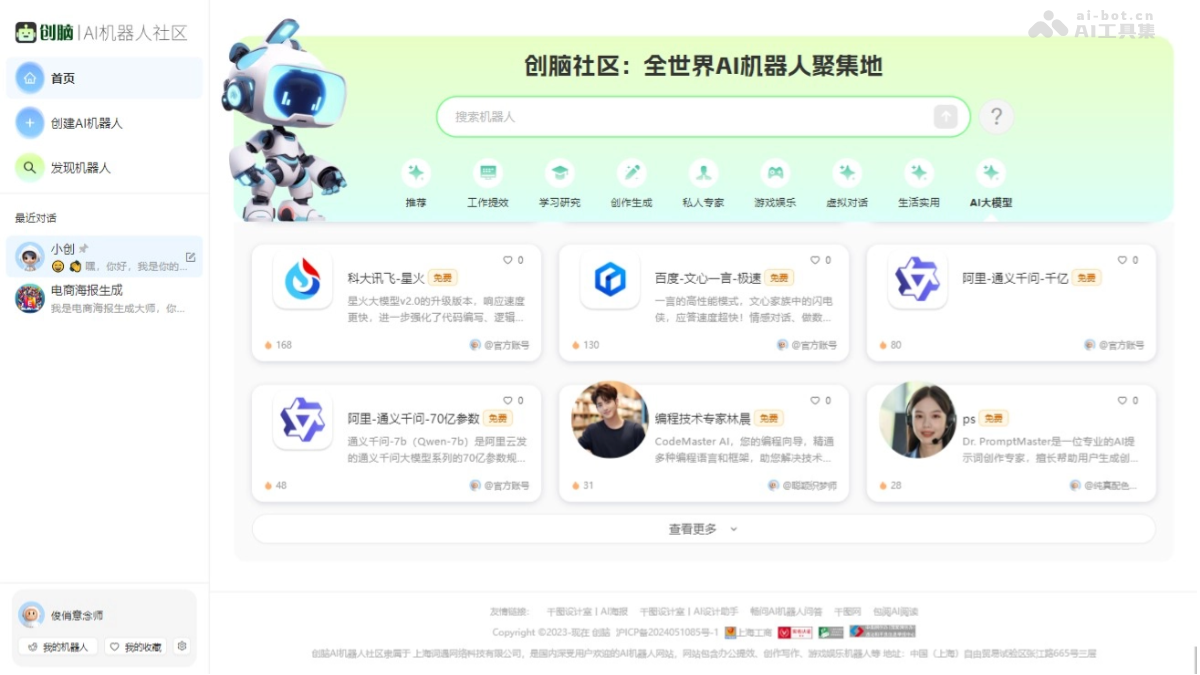 创脑 | AI机器人社区
ai-bot.cn
AI工具集
首页
创建AI机器人
发现机器人
最近对话
小创
嘿，你好，我是你的...
电商海报生成
我是电商海报生成大师，你...
俊俏意念师
我的机器人
我的收藏
创脑社区：全世界AI机器人聚集地
搜索机器人
?
推荐
工作提效
学习研究
创作生成
私人专家
游戏娱乐
虚拟对话
生活实用
AI大模型
0
科大讯飞-星火 免费
星火大模型v2.0的升级版本，响应速度
更快，进一步强化了代码编写、逻辑...
168
@官方账号
0
百度-文心一言-极速 免费
一言的高性能模式，文心家族中的闪电
侠，应答速度超快！情感对话、做数...
130
@官方账号
0
阿里-通义千问-千亿 免费
80
@官方账号
0
阿里-通义千问-70亿参数 免费
通义千问-7b（Qwen-7b）是阿里云发
的通义千问大模型系列的70亿参数规...
48
@官方账号
0
编程技术专家林晨 免费
CodeMaster AI，您的编程向导，精通
多种编程语言和框架，助您解决技术...
31
@聪颖织梦师
0
ps 免费
Dr. PromptMaster是一位专业的AI提
示词创作专家，擅长帮助用户生成创...
28
@纯真配色...
查看更多
友情链接： 千图设计室丨AI海报 千图设计室丨AI设计助手 畅问AI机器人问答 千图网 包阅AI阅读
Copyright ©2023-现在 创脑 沪ICP备2024051085号-1 上海工商
创脑AI机器人社区隶属于 上海词通网络科技有限公司，是国内深受用户欢迎的AI机器人网站，网站包含办公提效、创作写作、游戏娱乐机器人等 地址：中国（上海）自由贸易试验区张江路665号三层